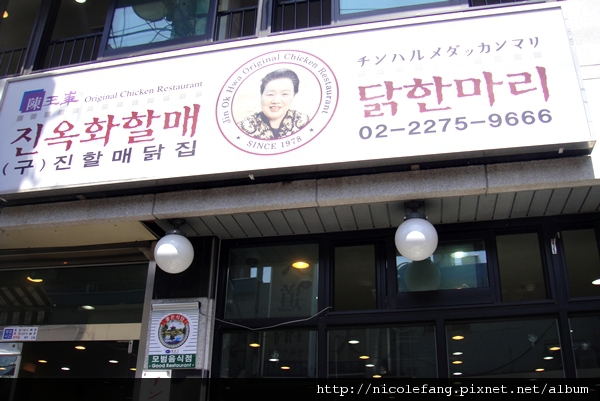 陳玉華 Original Chicken Restaurant
진옥화할매
(구)진할매닭집
Jin Ok Hwa Original Chicken Restaurant
SINCE 1978
チンハルメダッカンマリ
닭한마리
02-2275-9666
모범음식점
Good Restaurant
http://nicolefang.pixnet.net/album